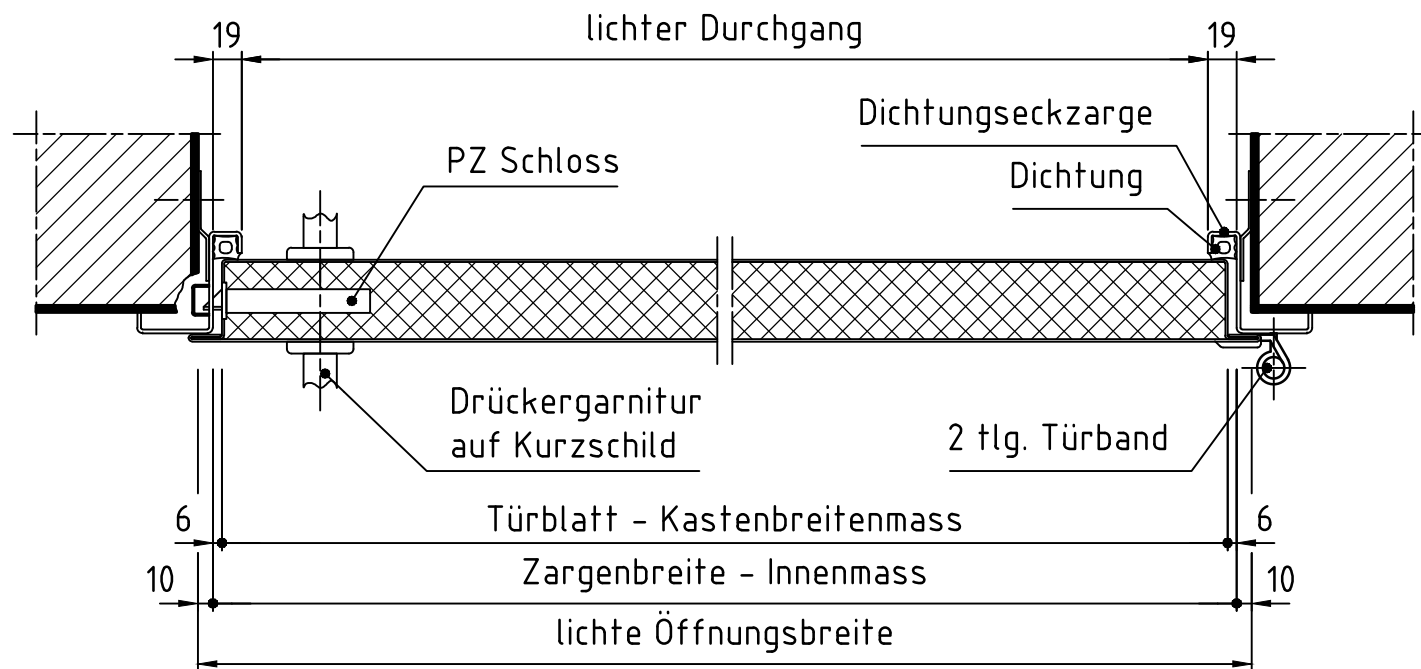 19
lichter Durchgang
19
Dichtungseckzarge
PZ Schloss
Dichtung
Drückergarnitur
auf Kurzschild
2 tlg. Türband
6
Türblatt - Kastenbreitenmass
6
10
Zargenbreite - Innenmass
10
lichte Öffnungsbreite